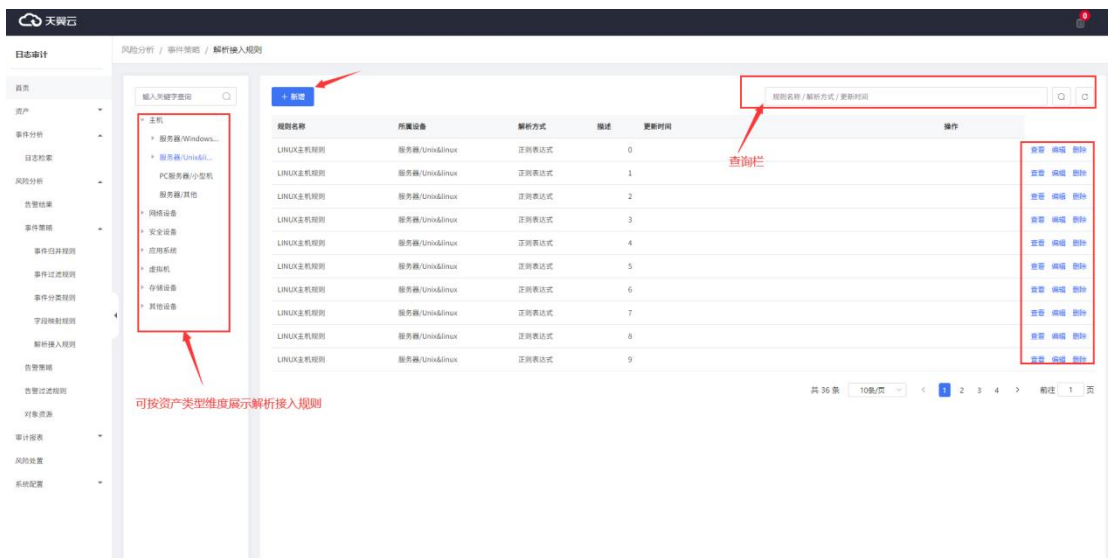 天翼云
0
日志审计
风险分析 / 事件策略 / 解析接入规则
首页
资产
事件分析
日志检索
风险分析
告警结果
事件策略
事件归并规则
事件过滤规则
事件分类规则
字段映射规则
解析接入规则
告警策略
告警过滤规则
对象资源
审计报表
风险处置
系统配置
输入关键字查询
主机
服务器/Windows...
服务器/Unix&li...
PC服务器/小型机
服务器/其他
网络设备
安全设备
应用系统
虚拟机
存储设备
其他设备
可按资产类型维度展示解析接入规则
+ 新增
规则名称 / 解析方式 / 更新时间
查询栏
规则名称 所属设备 解析方式 描述 更新时间 操作
LINUX主机规则 服务器/Unix&linux 正则表达式 0 查看 编辑 删除
LINUX主机规则 服务器/Unix&linux 正则表达式 1 查看 编辑 删除
LINUX主机规则 服务器/Unix&linux 正则表达式 2 查看 编辑 删除
LINUX主机规则 服务器/Unix&linux 正则表达式 3 查看 编辑 删除
LINUX主机规则 服务器/Unix&linux 正则表达式 4 查看 编辑 删除
LINUX主机规则 服务器/Unix&linux 正则表达式 5 查看 编辑 删除
LINUX主机规则 服务器/Unix&linux 正则表达式 6 查看 编辑 删除
LINUX主机规则 服务器/Unix&linux 正则表达式 7 查看 编辑 删除
LINUX主机规则 服务器/Unix&linux 正则表达式 8 查看 编辑 删除
LINUX主机规则 服务器/Unix&linux 正则表达式 9 查看 编辑 删除
共 36 条 10条/页 < 1 2 3 4 > 前往 1 页